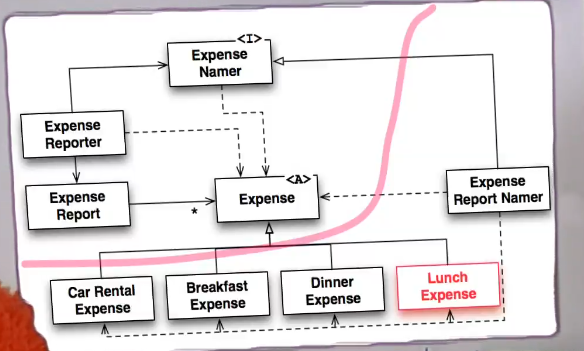 <I>
Expense
Namer
Expense
Reporter
Expense
Report
*
<A>
Expense
Expense
Report Namer
Car Rental
Expense
Breakfast
Expense
Dinner
Expense
Lunch
Expense